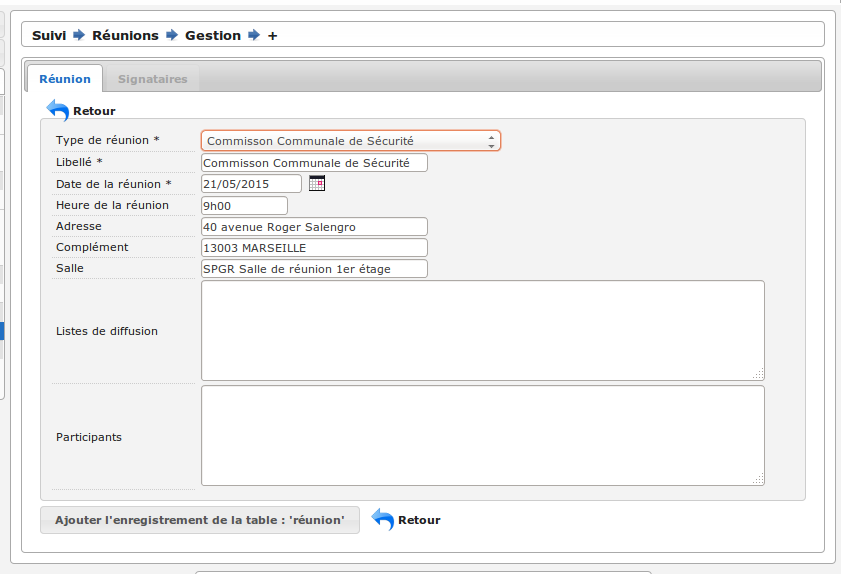 Suivi Réunions Gestion +
Réunion Signataires
Retour
Type de réunion * Commisson Communale de Sécurité
Libellé * Commisson Communale de Sécurité
Date de la réunion * 21/05/2015
Heure de la réunion 9h00
Adresse 40 avenue Roger Salengro
Complément 13003 MARSEILLE
Salle SPGR Salle de réunion 1er étage
Listes de diffusion
Participants
Ajouter l'enregistrement de la table : 'réunion' Retour